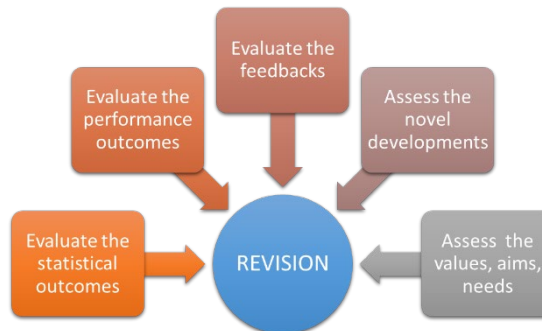 Evaluate the
feedbacks
Evaluate the
performance
outcomes
Assess the
novel
developments
Evaluate the
statistical
outcomes
REVISION
Assess the
values, aims,
needs